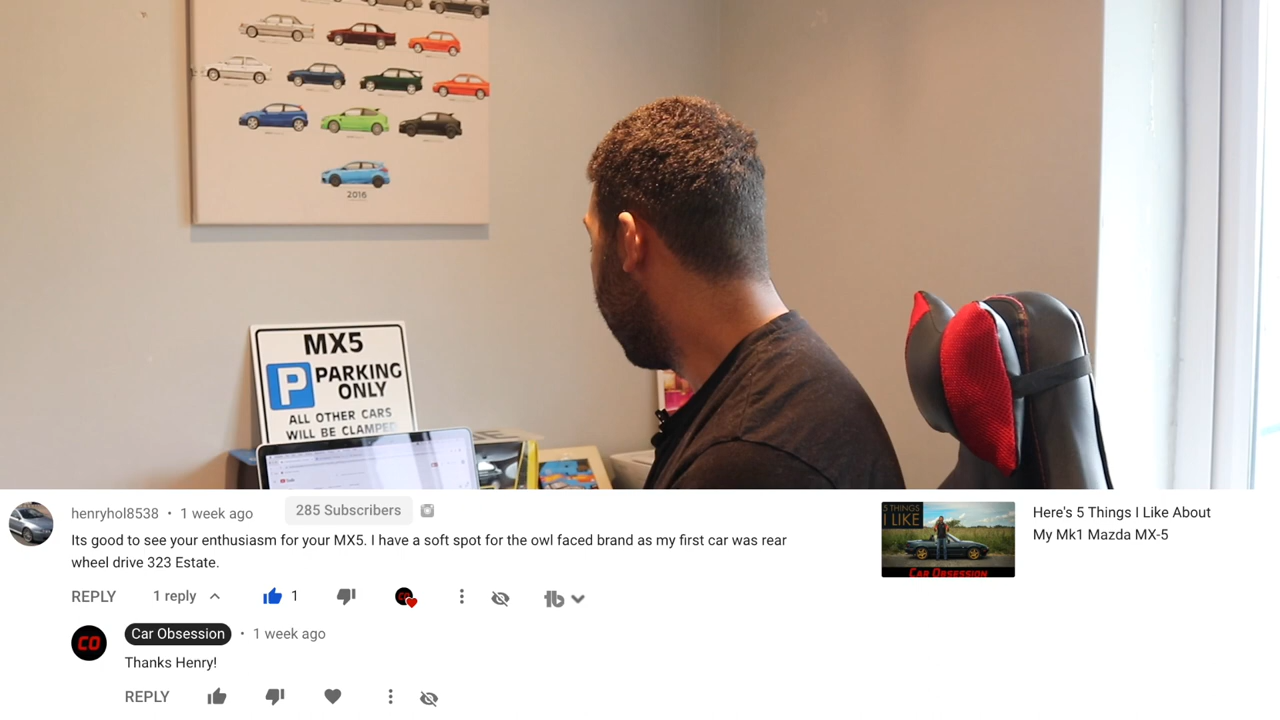 2016
MX5
P PARKING
ONLY
ALL OTHER CARS
WILL BE CLAMPED
henryhol8538 • 1 week ago
285 Subscribers
Its good to see your enthusiasm for your MX5. I have a soft spot for the owl faced brand as my first car was rear
wheel drive 323 Estate.
REPLY 1 reply 1
CO
tb
5 THINGS
I LIKE
CAR OBSESSION
Here's 5 Things I Like About
My Mk1 Mazda MX-5
CO
Car Obsession • 1 week ago
Thanks Henry!
REPLY